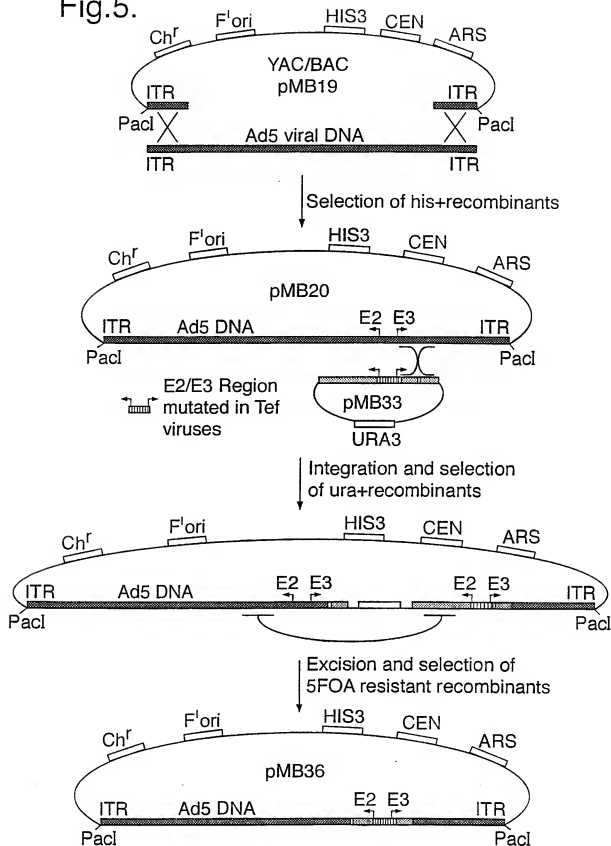 Fig.5.
Chr F'ori HIS3 CEN ARS
YAC/BAC
pMB19
ITR ITR
PacI PacI
Ad5 viral DNA
ITR ITR
Selection of his+recombinants
Chr F'ori HIS3 CEN ARS
pMB20
ITR Ad5 DNA E2 E3 ITR
PacI PacI
E2/E3 Region
mutated in Tef
viruses
pMB33
URA3
Integration and selection
of ura+recombinants
Chr F'ori HIS3 CEN ARS
ITR Ad5 DNA E2 E3 E2 E3 ITR
PacI PacI
Excision and selection of
5FOA resistant recombinants
Chr F'ori HIS3 CEN ARS
pMB36
ITR Ad5 DNA E2 E3 ITR
PacI PacI